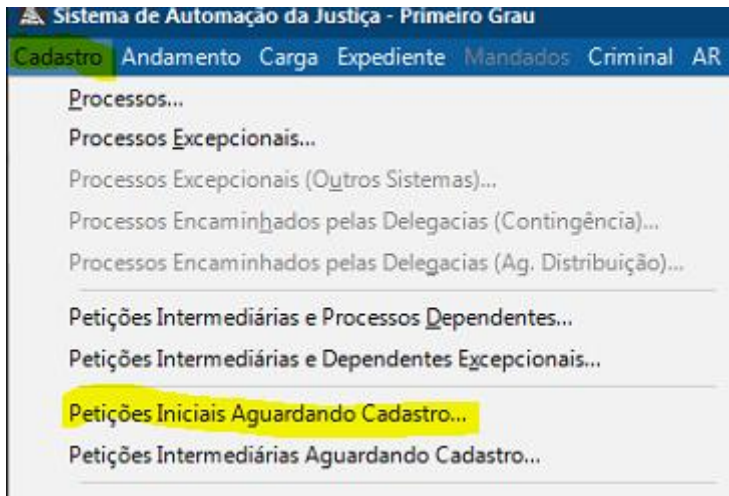 Sistema de Automação da Justiça - Primeiro Grau
Cadastro Andamento Carga Expediente Mandados Criminal AR
Processos...
Processos Excepcionais...
Processos Excepcionais (Outros Sistemas)...
Processos Encaminhados pelas Delegacias (Contingência)...
Processos Encaminhados pelas Delegacias (Ag. Distribuição)...
Petições Intermediárias e Processos Dependentes...
Petições Intermediárias e Dependentes Excepcionais...
Petições Iniciais Aguardando Cadastro...
Petições Intermediárias Aguardando Cadastro...